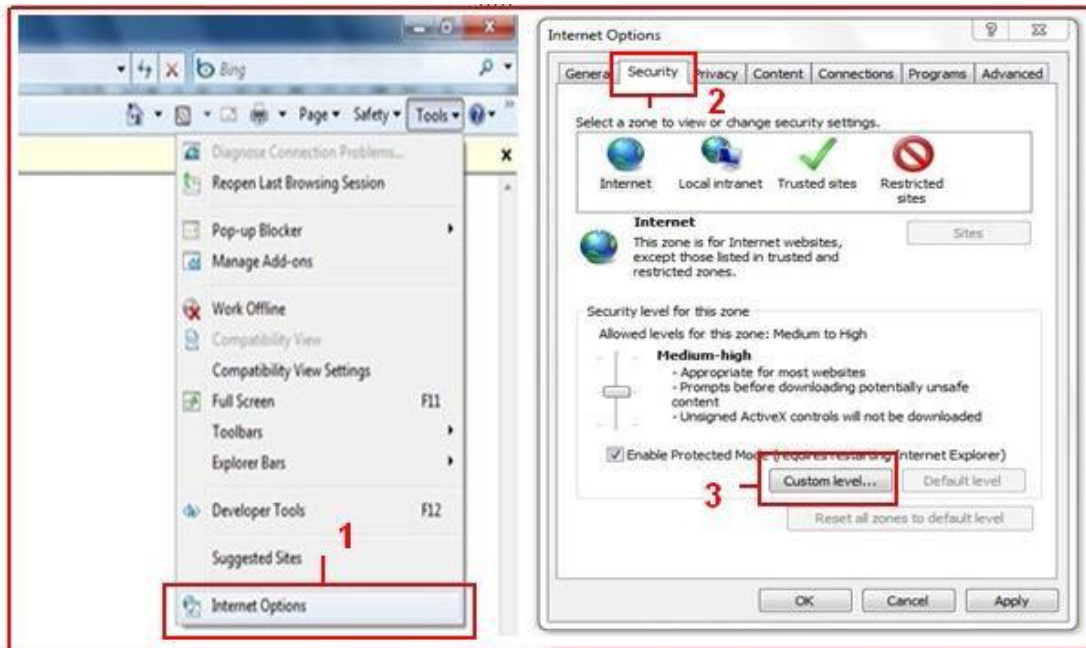 Bing
Page Safety Tools
Diagnose Connection Problems...
Reopen Last Browsing Session
Pop-up Blocker
Manage Add-ons
Work Offline
Compatibility View
Compatibility View Settings
Full Screen F11
Toolbars
Explorer Bars
Developer Tools F12
1
Suggested Sites
Internet Options
Internet Options
General Security Privacy Content Connections Programs Advanced
2
Select a zone to view or change security settings.
Internet Local intranet Trusted sites Restricted
sites
Internet
Sites
This zone is for Internet websites,
except those listed in trusted and
restricted zones.
Security level for this zone
Allowed levels for this zone: Medium to High
Medium-high
- Appropriate for most websites
- Prompts before downloading potentially unsafe
content
- Unsigned ActiveX controls will not be downloaded
Enable Protected Mode (requires restarting Internet Explorer)
3
Custom level... Default level
Reset all zones to default level
OK Cancel Apply